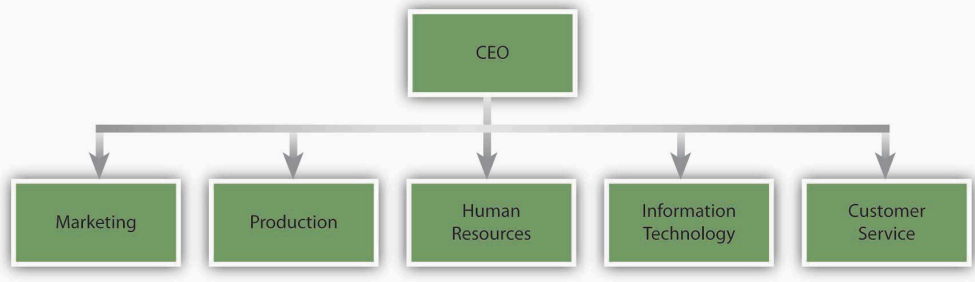 CEO
Marketing
Production
Human
Resources
Information
Technology
Customer
Service